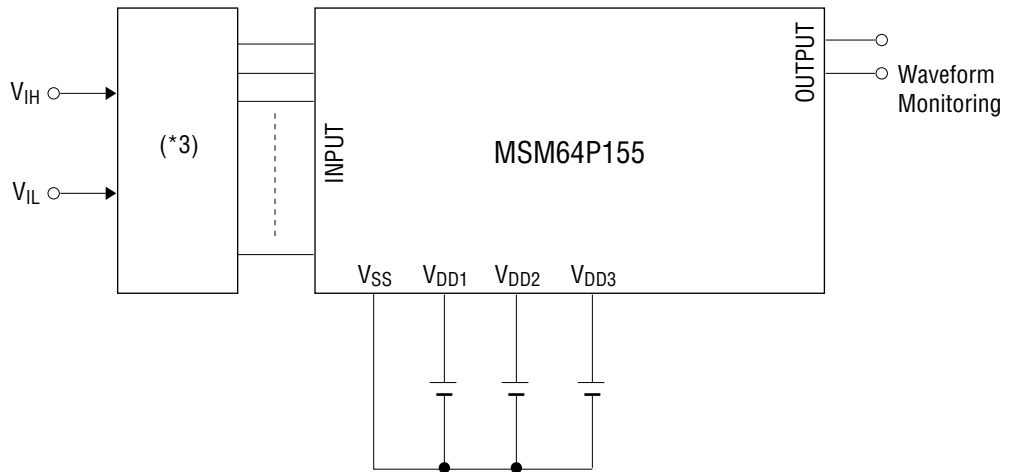 V_IH
V_IL
(*3)
INPUT
MSM64P155
OUTPUT
Waveform
Monitoring
V_SS V_DD1 V_DD2 V_DD3